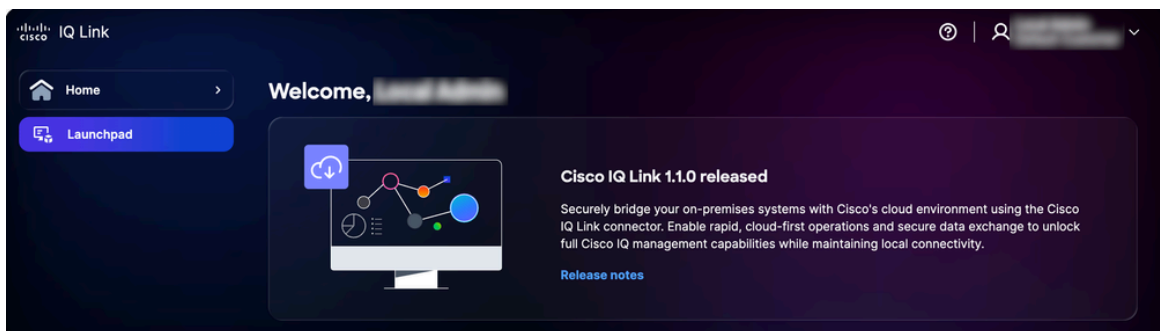 cisco IQ Link
Home
Welcome,
Launchpad
Cisco IQ Link 1.1.0 released
Securely bridge your on-premises systems with Cisco's cloud environment using the Cisco
IQ Link connector. Enable rapid, cloud-first operations and secure data exchange to unlock
full Cisco IQ management capabilities while maintaining local connectivity.
Release notes